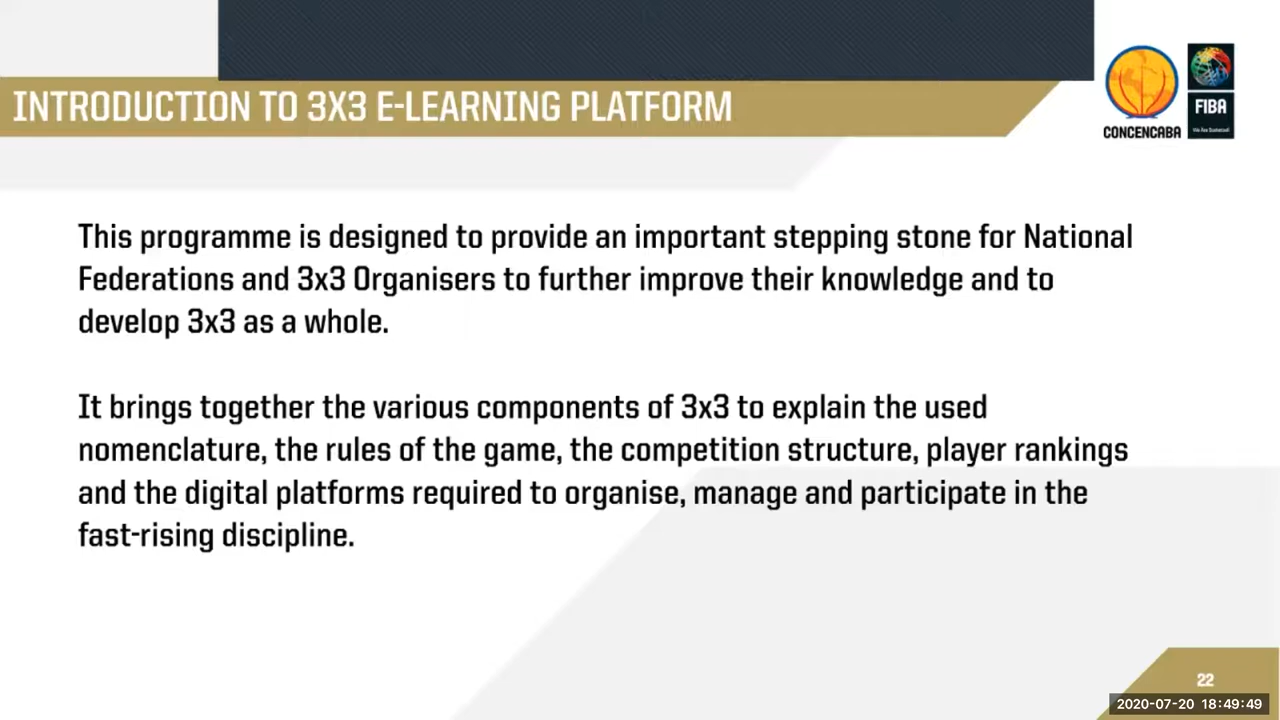 INTRODUCTION TO 3X3 E-LEARNING PLATFORM
CONCENCABA
FIBA
We Are Basketball
This programme is designed to provide an important stepping stone for National
Federations and 3x3 Organisers to further improve their knowledge and to
develop 3x3 as a whole.
It brings together the various components of 3x3 to explain the used
nomenclature, the rules of the game, the competition structure, player rankings
and the digital platforms required to organise, manage and participate in the
fast-rising discipline.
22
2020-07-20 18:49:49